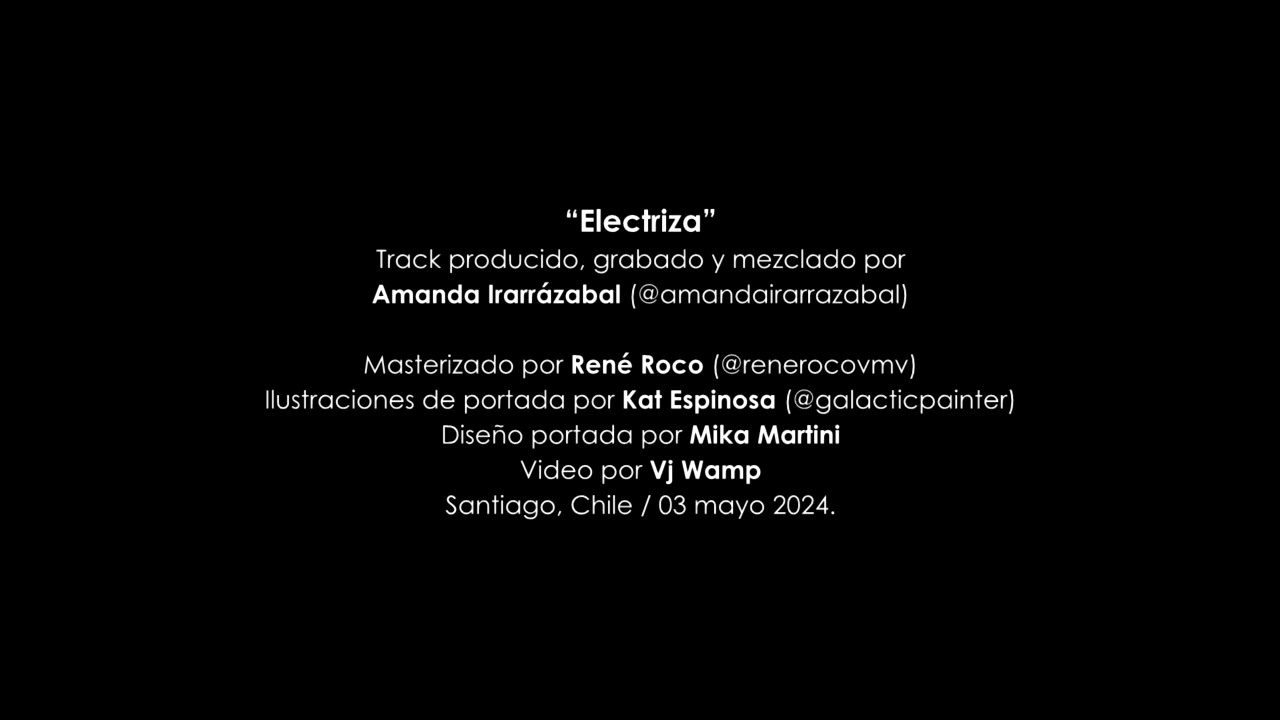 “Electriza”
Track producido, grabado y mezclado por
Amanda Irarrázabal (@amandairarrazabal)
Masterizado por René Roco (@renerocovmv)
Ilustraciones de portada por Kat Espinosa (@galacticpainter)
Diseño portada por Mika Martini
Video por Vj Wamp
Santiago, Chile / 03 mayo 2024.